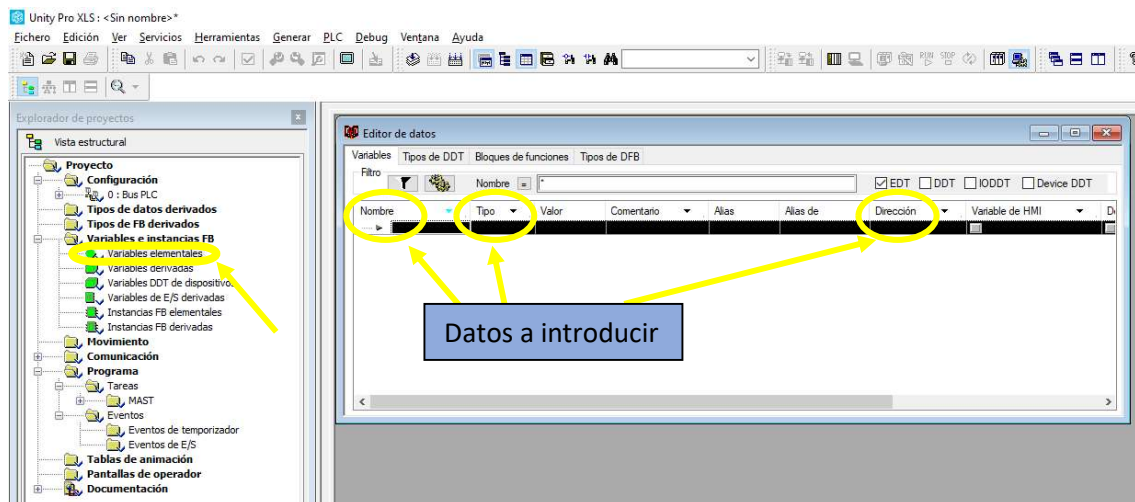 Unity Pro XLS : <Sin nombre>*
Fichero Edición Ver Servicios Herramientas Generar PLC Debug Ventana Ayuda
Explorador de proyectos
Vista estructural
Proyecto
Configuración
0 : Bus PLC
Tipos de datos derivados
Tipos de FB derivados
Variables e instancias FB
Variables elementales
Variables derivadas
Variables DDT de dispositivo
Variables de E/S derivadas
Instancias FB elementales
Instancias FB derivadas
Movimiento
Comunicación
Programa
Tareas
MAST
Eventos
Eventos de temporizador
Eventos de E/S
Tablas de animación
Pantallas de operador
Documentación
Editor de datos
Variables Tipos de DDT Bloques de funciones Tipos de DFB
Filtro
Nombre = * EDT DDT IODDT Device DDT
Nombre Tipo Valor Comentario Alias Alias de Dirección Variable de HMI
Datos a introducir